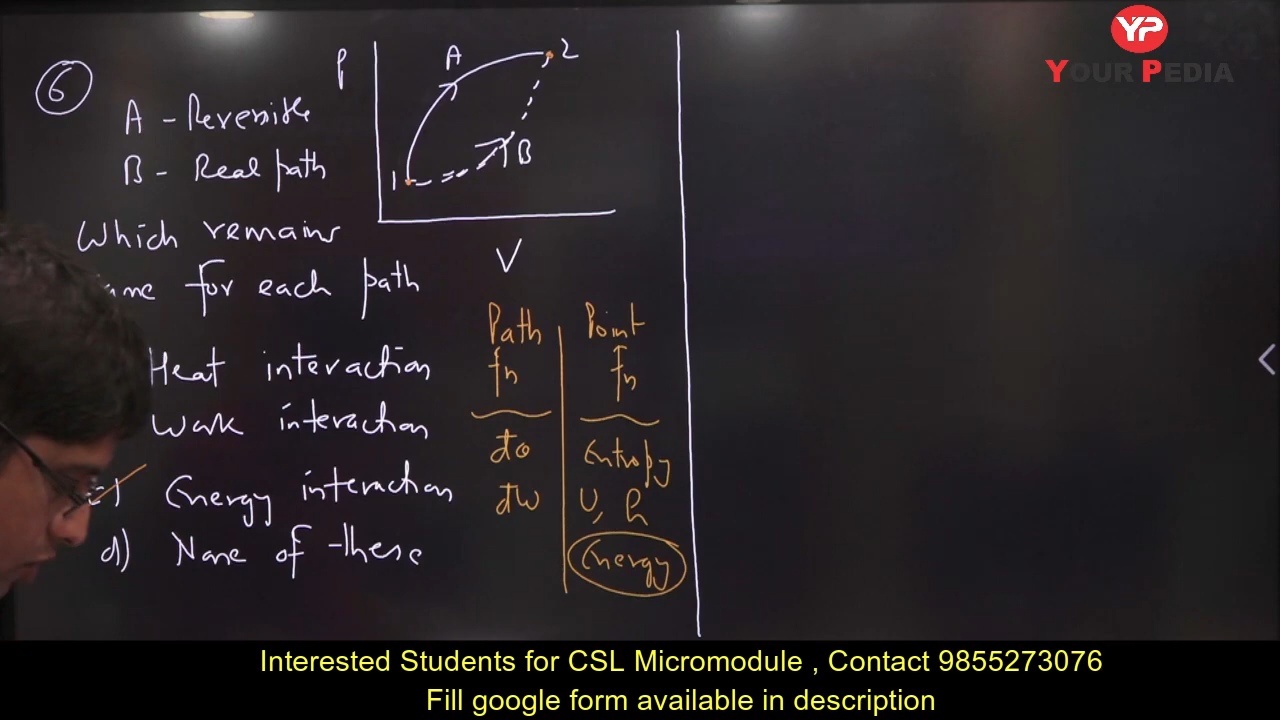 6
A - Reversible
B - Real path
P
A
2
1
B
V
Which remains
same for each path
Heat interaction
Work interaction
c) Energy interaction
d) None of these
Path
fn
dQ
dW
Point
fn
Entropy
U, h
Energy
YP
YOUR PEDIA
Interested Students for CSL Micromodule , Contact 9855273076
Fill google form available in description